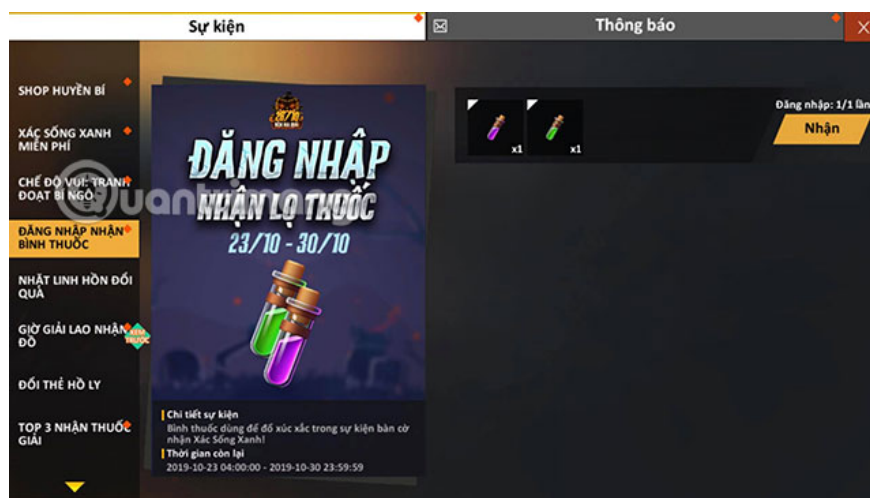 Sự kiện
Thông báo
SHOP HUYỀN BÍ
XÁC SỐNG XANH
MIỄN PHÍ
CHẾ ĐỘ VUI: TRANH
ĐOẠT BÍ NGÔ
ĐĂNG NHẬP NHẬN
BÌNH THUỐC
NHẶT LINH HỒN ĐỔI
QUÀ
GIỜ GIẢI LAO NHẬN
ĐỒ
XEM
TRƯỚC
ĐỔI THẺ HỒ LY
TOP 3 NHẬN THUỐC
GIẢI
ĐĂNG NHẬP
NHẬN LỌ THUỐC
23/10 - 30/10
Quantrimang
Chi tiết sự kiện
Bình thuốc dùng để đổ xúc xắc trong sự kiện bàn cờ
nhận Xác Sống Xanh!
Thời gian còn lại
2019-10-23 04:00:00 - 2019-10-30 23:59:59
x1
x1
Đăng nhập: 1/1 lần
Nhận